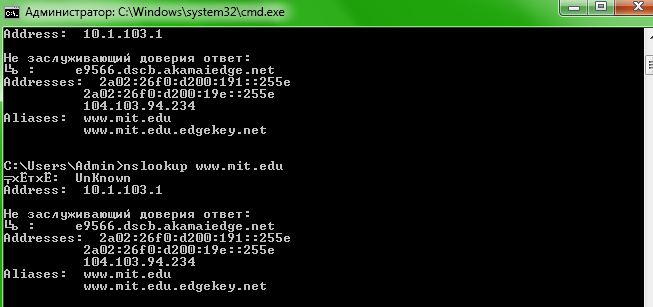 Администратор: C:\Windows\system32\cmd.exe
Address: 10.1.103.1
Не заслуживающий доверия ответ:
Ць : e9566.dscb.akamaiedge.net
Addresses: 2a02:26f0:d200:191::255e
2a02:26f0:d200:19e::255e
104.103.94.234
Aliases: www.mit.edu
www.mit.edu.edgekey.net
C:\Users\Admin>nslookup www.mit.edu
╤хЁтхЁ: UnKnown
Address: 10.1.103.1
Не заслуживающий доверия ответ:
Ць : e9566.dscb.akamaiedge.net
Addresses: 2a02:26f0:d200:191::255e
2a02:26f0:d200:19e::255e
104.103.94.234
Aliases: www.mit.edu
www.mit.edu.edgekey.net